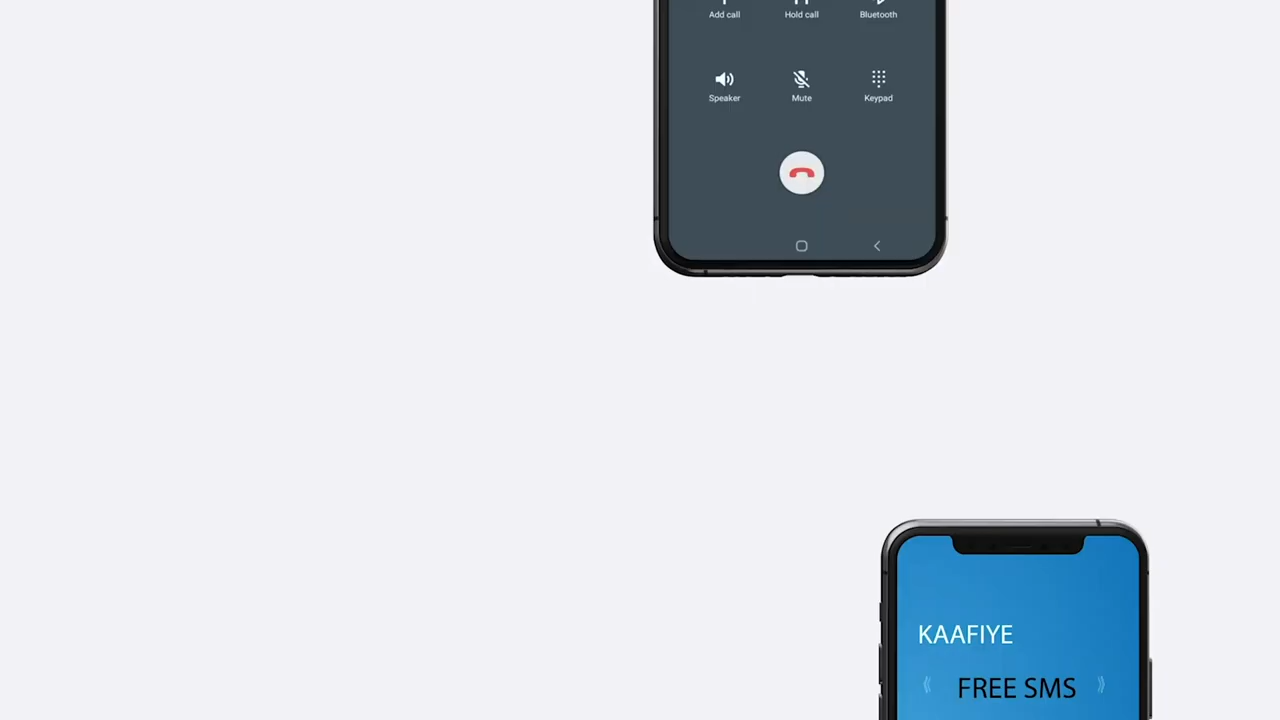 Add call Hold call Bluetooth
Speaker Mute Keypad
KAAFIYE
FREE SMS